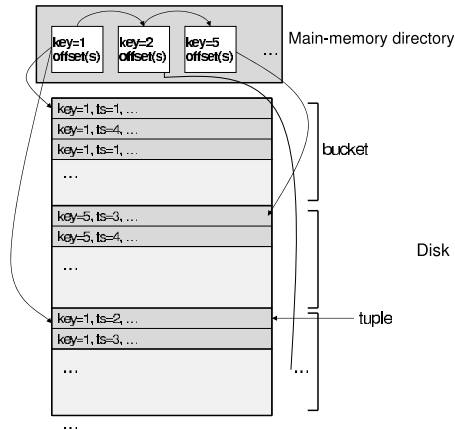 key=1
offset(s)
key=2
offset(s)
key=5
offset(s)
...
Main-memory directory
key=1, ts=1, ...
key=1, ts=4, ...
key=1, ts=1, ...
...
bucket
key=5, ts=3, ...
key=5, ts=4, ...
...
Disk
key=1, ts=2, ...
tuple
key=1, ts=3, ...
...
...
...